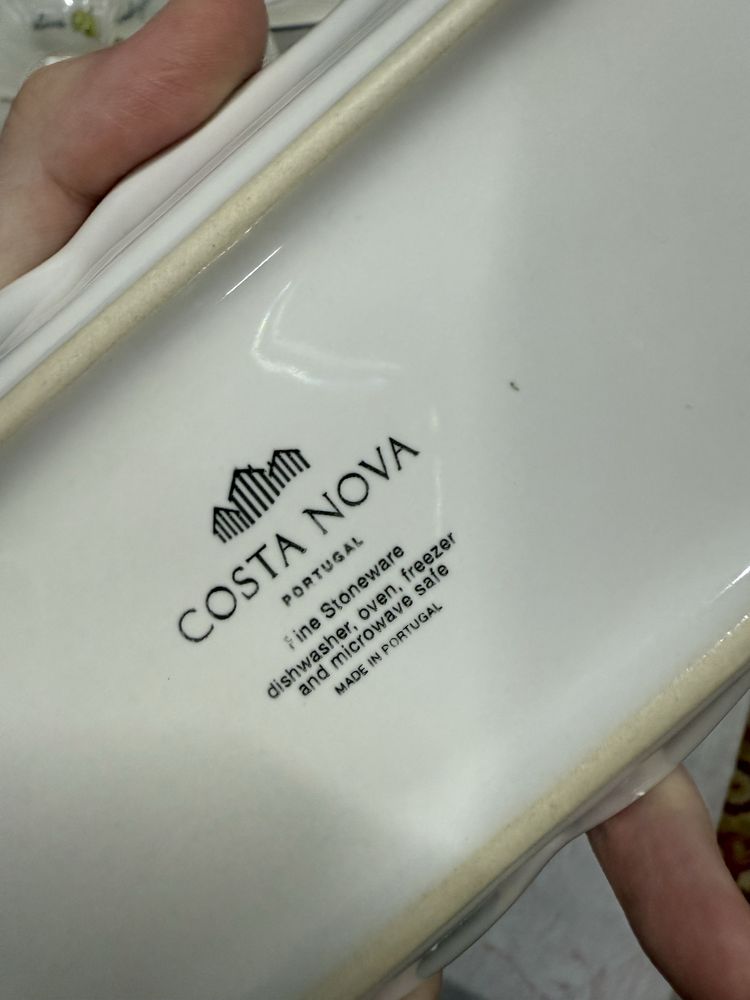 COSTA NOVA
PORTUGAL
Fine Stoneware
dishwasher, oven, freezer
and microwave safe
MADE IN PORTUGAL